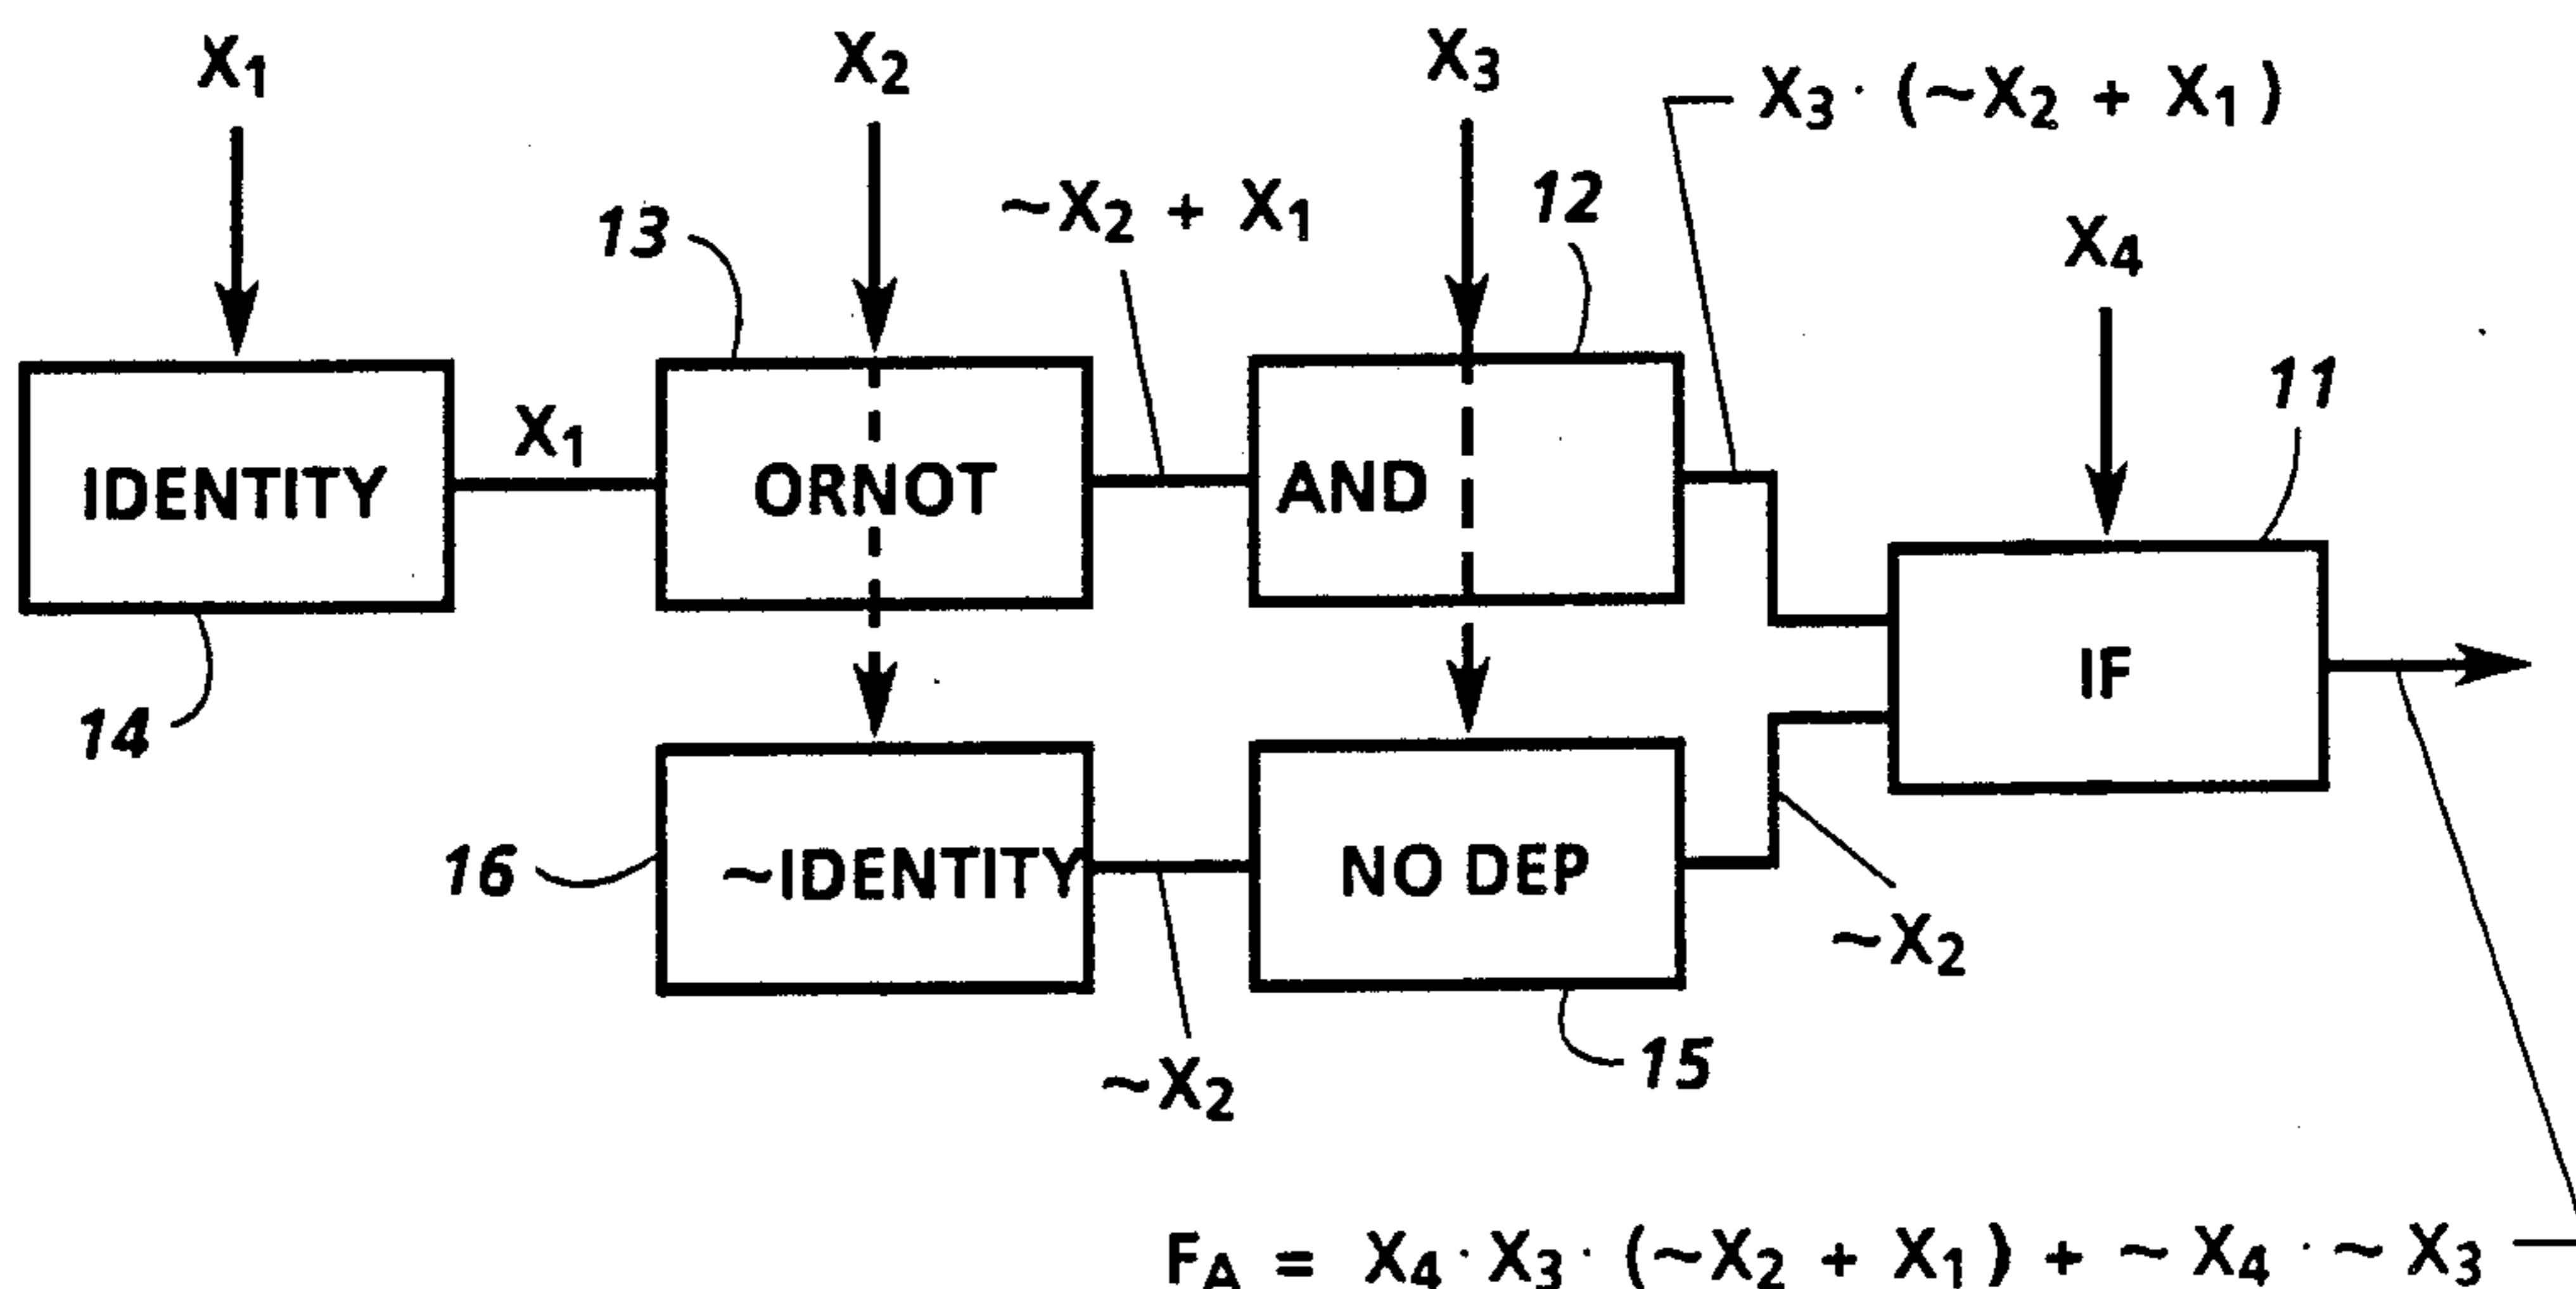 X₁
X₂
X₃
X₃ · (~X₂ + X₁)
13
~X₂ + X₁
12
X₄
11
IDENTITY
X₁
ORNOT
AND
IF
14
16
~IDENTITY
NO DEP
~X₂
~X₂
15
F_A = X₄ · X₃ · (~X₂ + X₁) + ~ X₄ · ~ X₃